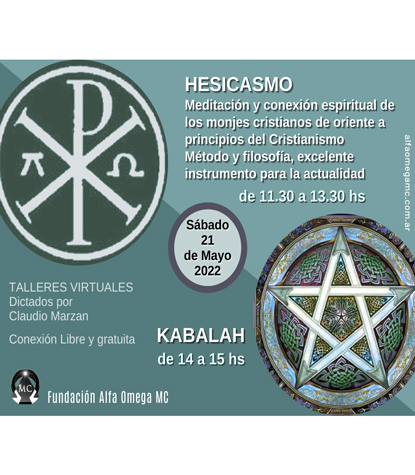 HESICASMO
Meditación y conexión espiritual de
los monjes cristianos de oriente a
principios del Cristianismo
Método y filosofía, excelente
instrumento para la actualidad
de 11.30 a 13.30 hs
alfaomegamc.com.ar
Sábado
21
de Mayo
2022
TALLERES VIRTUALES
Dictados por
Claudio Marzan
Conexión Libre y gratuita
KABALAH
de 14 a 15 hs
MC
Fundación Alfa Omega MC